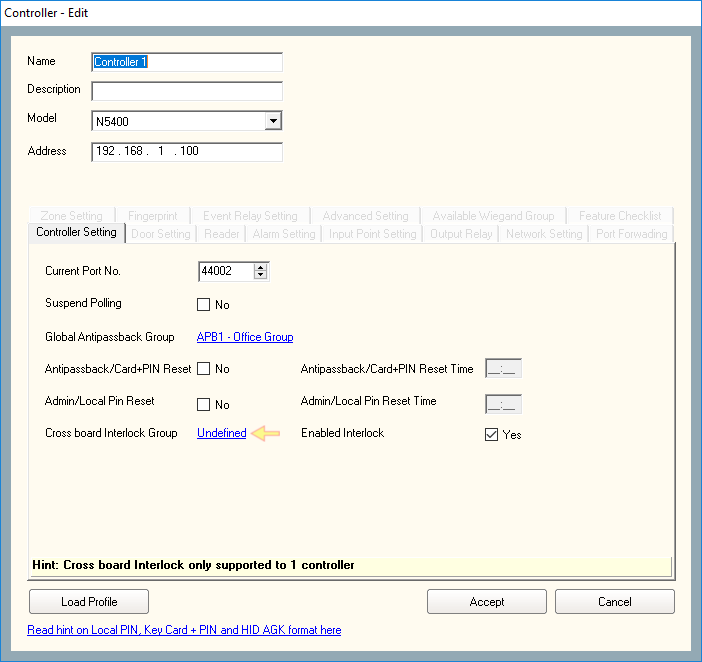 Controller - Edit
Name Controller 1
Description
Model N5400
Address 192 . 168 . 1 . 100
Zone Setting Fingerprint Event Relay Setting Advanced Setting Available Wiegand Group Feature Checklist
Controller Setting Door Setting Reader Alarm Setting Input Point Setting Output Relay Network Setting Port Forwading
Current Port No. 44002
Suspend Polling No
Global Antipassback Group APB1 - Office Group
Antipassback/Card+PIN Reset No Antipassback/Card+PIN Reset Time __:__
Admin/Local Pin Reset No Admin/Local Pin Reset Time __:__
Cross board Interlock Group Undefined Enabled Interlock Yes
Hint: Cross board Interlock only supported to 1 controller
Load Profile Accept Cancel
Read hint on Local PIN, Key Card + PIN and HID AGK format here